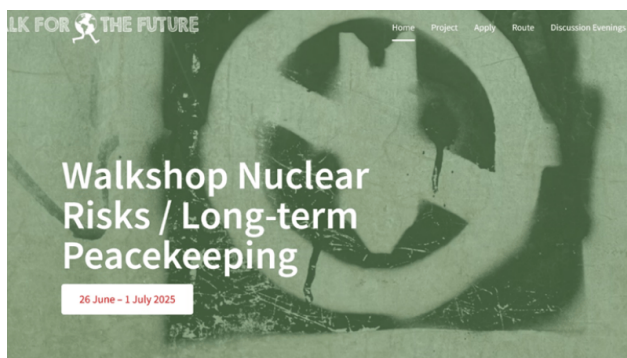 LK FOR THE FUTURE
Home Project Apply Route Discussion Evenings
Walkshop Nuclear
Risks / Long-term
Peacekeeping
26 June – 1 July 2025